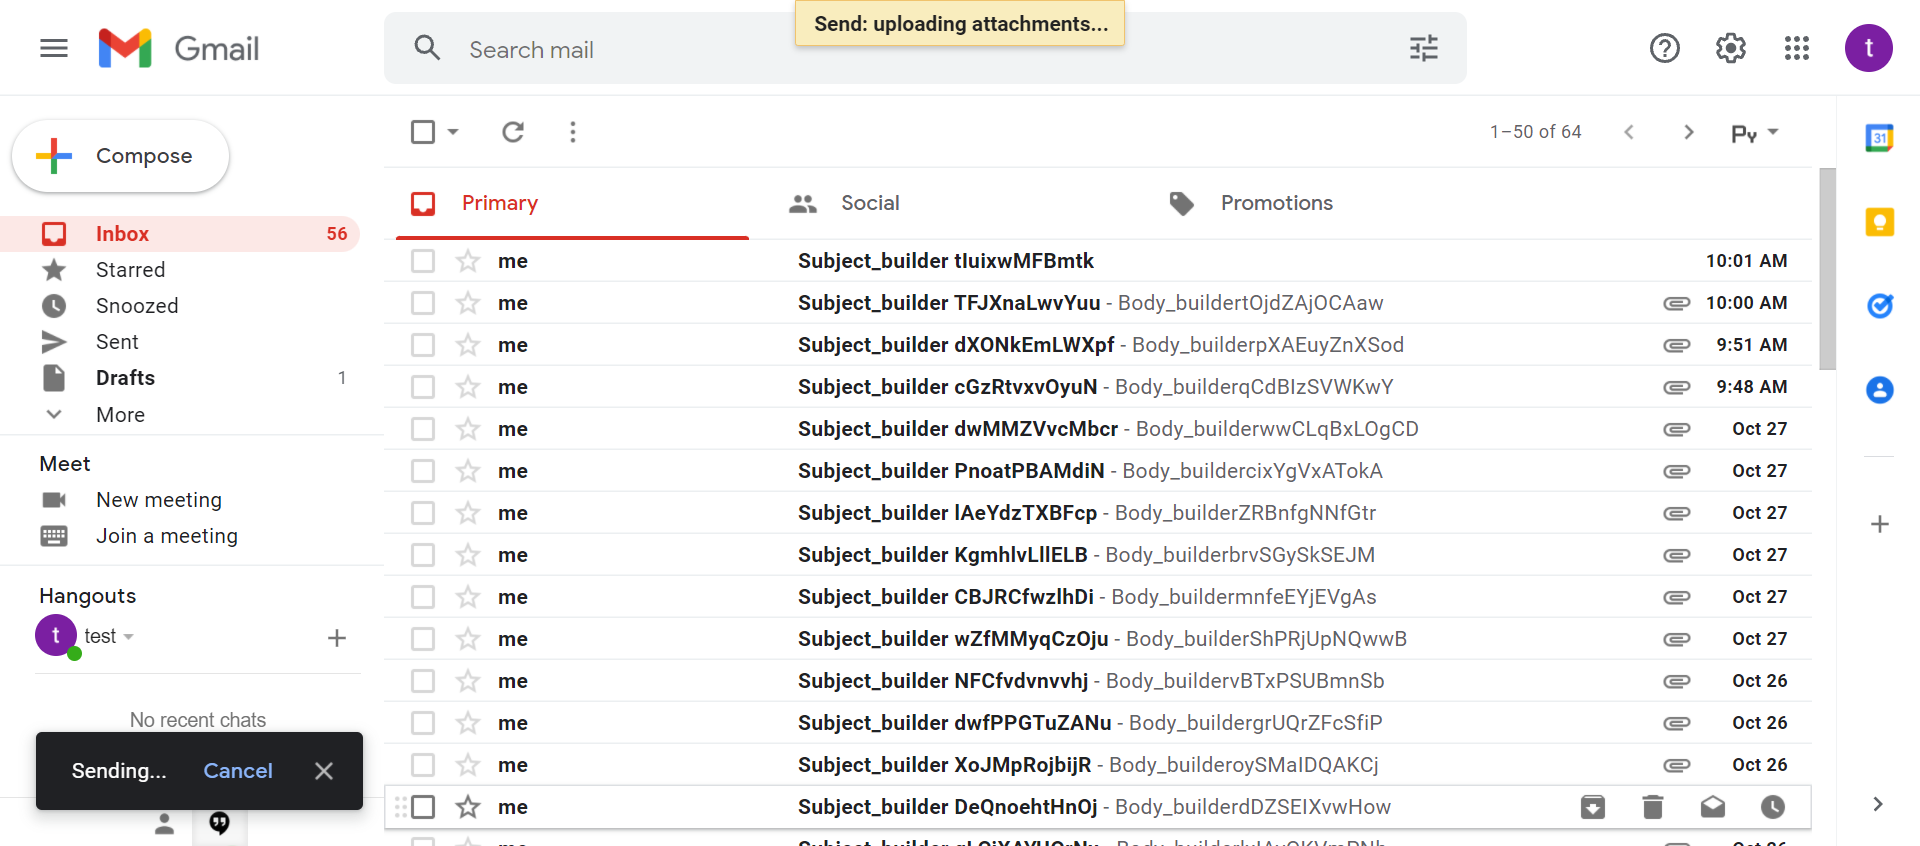 Send: uploading attachments...
Gmail
Search mail
t
Compose
1–50 of 64
Py
31
Primary
Social
Promotions
Inbox 56
Starred
Snoozed
Sent
Drafts 1
More
Meet
New meeting
Join a meeting
Hangouts
t test
No recent chats
Sending... Cancel
me Subject_builder tIuixwMFBmtk 10:01 AM
me Subject_builder TFJXnaLwvYuu - Body_buildertOjdZAjOCAaw 10:00 AM
me Subject_builder dXONkEmLWXpf - Body_builderpXAEuyZnXSod 9:51 AM
me Subject_builder cGzRtvxvOyuN - Body_builderqCdBIzSVWKwY 9:48 AM
me Subject_builder dwMMZVvcMbcr - Body_builderwwCLqBxLOgCD Oct 27
me Subject_builder PnoatPBAMdiN - Body_buildercixYgVxATokA Oct 27
me Subject_builder lAeYdzTXBFcp - Body_builderZRBnfgNNfGtr Oct 27
me Subject_builder KgmhlvLllELB - Body_builderbrvSGySkSEJM Oct 27
me Subject_builder CBJRCfwzlhDi - Body_buildermnfeEYjEVgAs Oct 27
me Subject_builder wZfMMyqCzOju - Body_builderShPRjUpNQwwB Oct 27
me Subject_builder NFCfvdvnvvhj - Body_buildervBTxPSUBmnSb Oct 26
me Subject_builder dwfPPGTuZANu - Body_buildergrUQrZFcSfiP Oct 26
me Subject_builder XoJMpRojbijR - Body_builderoySMaIDQAKCj Oct 26
me Subject_builder DeQnoehtHnOj - Body_builderdDZSEIXvwHow